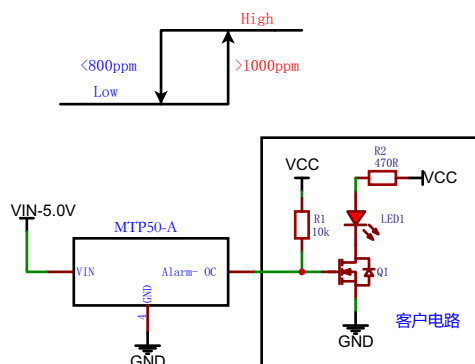 High
<800ppm
>1000ppm
Low
R2
470R
VCC
VCC
VIN-5.0V
R1
10k
LED1
MTP50-A
VIN
Alarm- OC
Q1
GND
4
GND
GND
客户电路